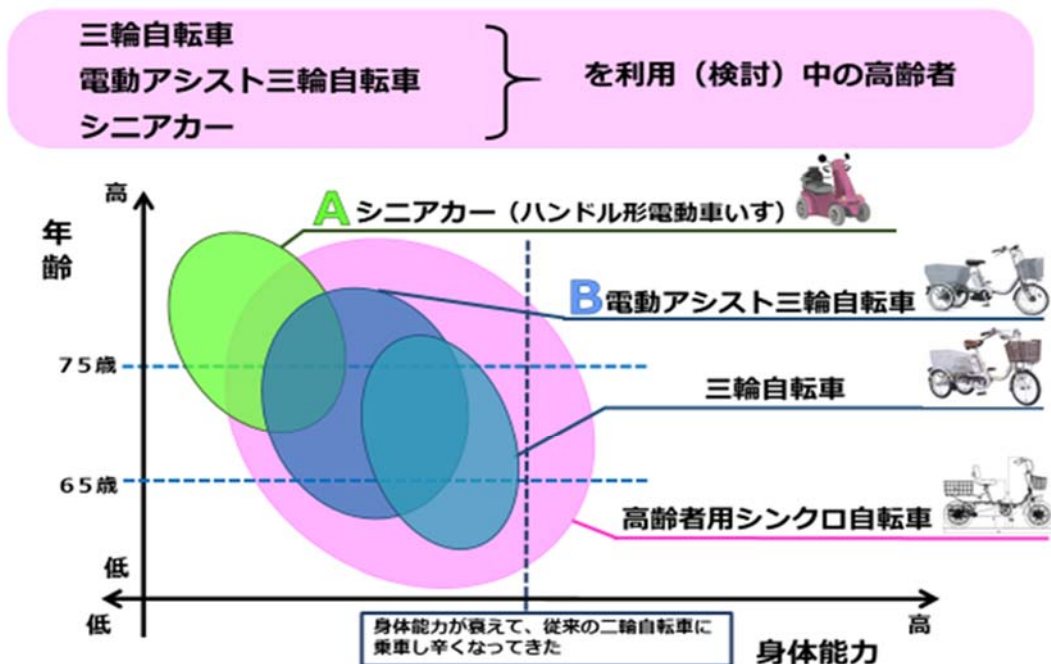 三輪自転車
電動アシスト三輪自転車
シニアカー
を利用（検討）中の高齢者
高
年齢
A シニアカー（ハンドル形電動車いす）
B 電動アシスト三輪自転車
75歳
三輪自転車
65歳
高齢者用シンクロ自転車
低
低
高
身体能力が衰えて、従来の二輪自転車に
乗車し辛くなってきた
身体能力